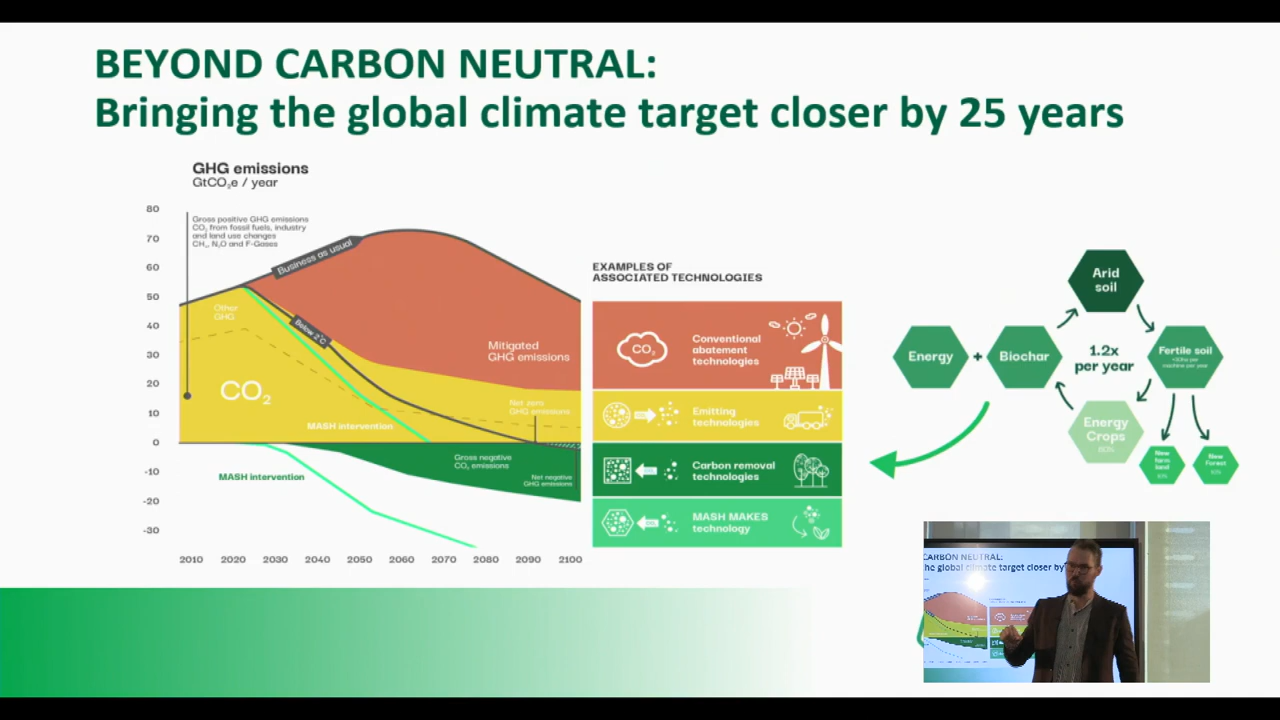 BEYOND CARBON NEUTRAL:
Bringing the global climate target closer by 25 years
GHG emissions
GtCO₂e / year
80
70
60
50
40
30
20
10
0
-10
-20
-30
Gross positive GHG emissions
CO₂ from fossil fuels, industry
and land use changes
CH₄, N₂O and F-Gases
Business as usual
Other
GHG
Below 2°C
CO₂
Mitigated
GHG emissions
Net zero
GHG emissions
MASH intervention
Gross negative
CO₂ emissions
Net negative
GHG emissions
MASH intervention
2010
2020
2030
2040
2050
2060
2070
2080
2090
2100
EXAMPLES OF
ASSOCIATED TECHNOLOGIES
CO₂
Conventional
abatement
technologies
Emitting
technologies
Carbon removal
technologies
MASH MAKES
technology
Energy
+
Biochar
Arid
soil
1.2x
per year
Fertile soil
machine per year
Energy
Crops
80%
New
farm
land
New
Forest
CARBON NEUTRAL:
he global climate target closer by